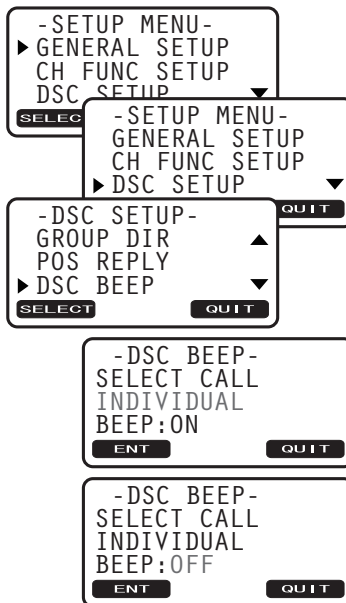 -SETUP MENU-
GENERAL SETUP
CH FUNC SETUP
DSC SETUP
SELEC
-SETUP MENU-
GENERAL SETUP
CH FUNC SETUP
DSC SETUP
QUIT
-DSC SETUP-
GROUP DIR
POS REPLY
DSC BEEP
SELECT QUIT
-DSC BEEP-
SELECT CALL
INDIVIDUAL
BEEP:ON
ENT QUIT
-DSC BEEP-
SELECT CALL
INDIVIDUAL
BEEP:OFF
ENT QUIT